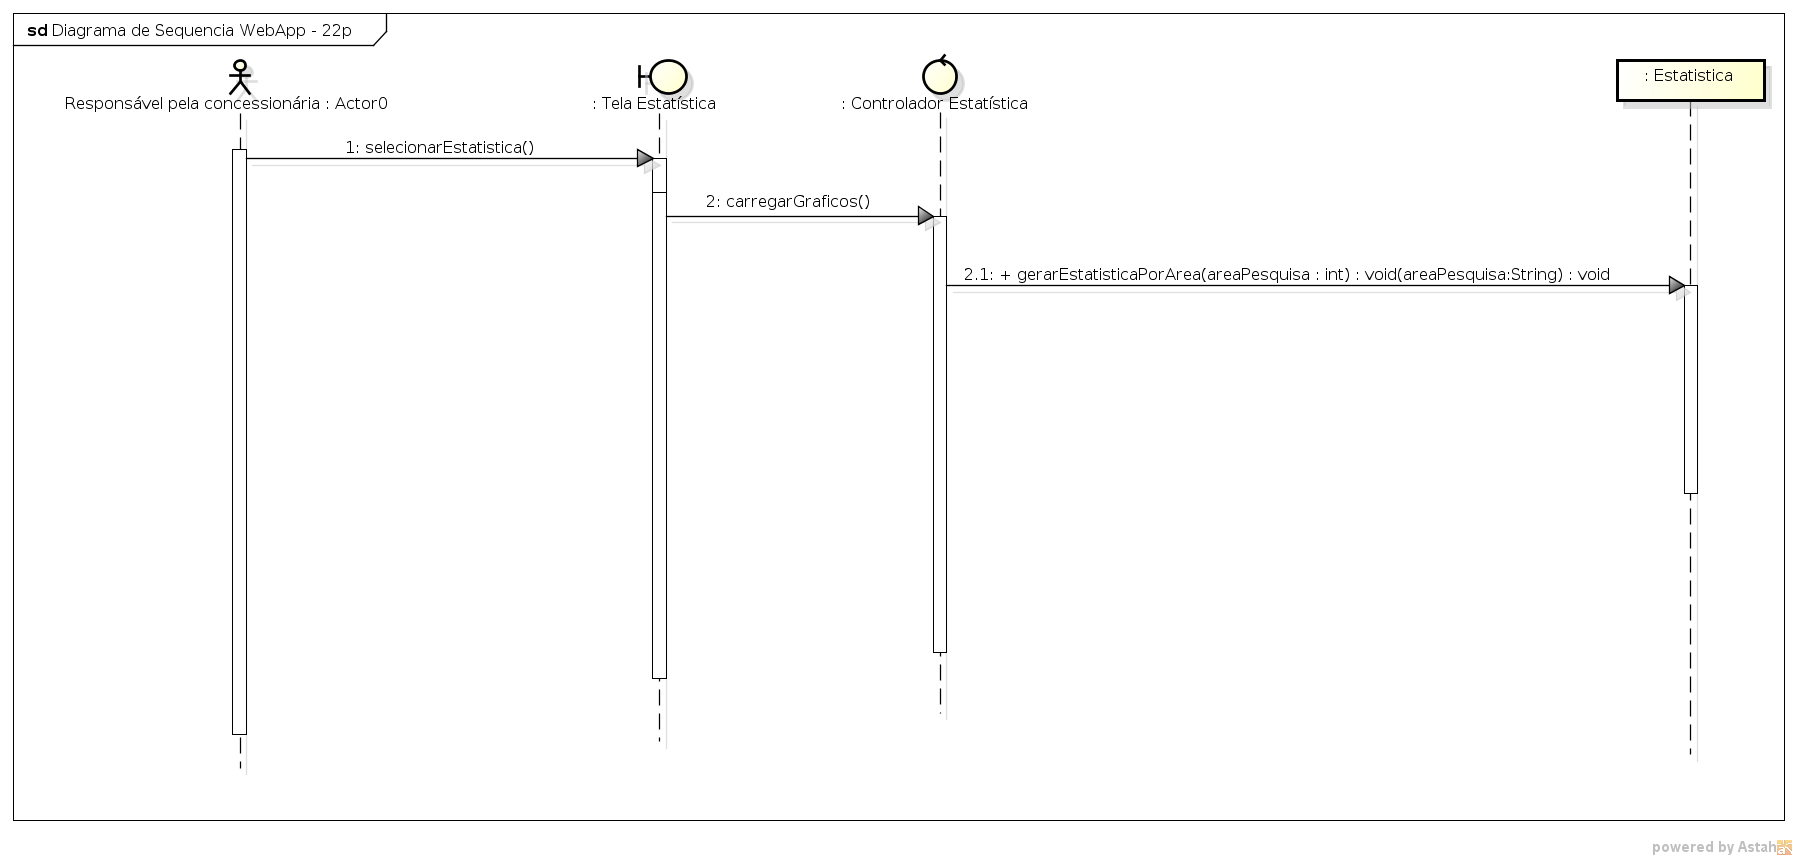 sd Diagrama de Sequencia WebApp - 22p
Responsável pela concessionária : Actor0
: Tela Estatística
: Controlador Estatística
: Estatistica
1: selecionarEstatistica()
2: carregarGraficos()
2.1: + gerarEstatisticaPorArea(areaPesquisa : int) : void(areaPesquisa:String) : void
powered by Astah